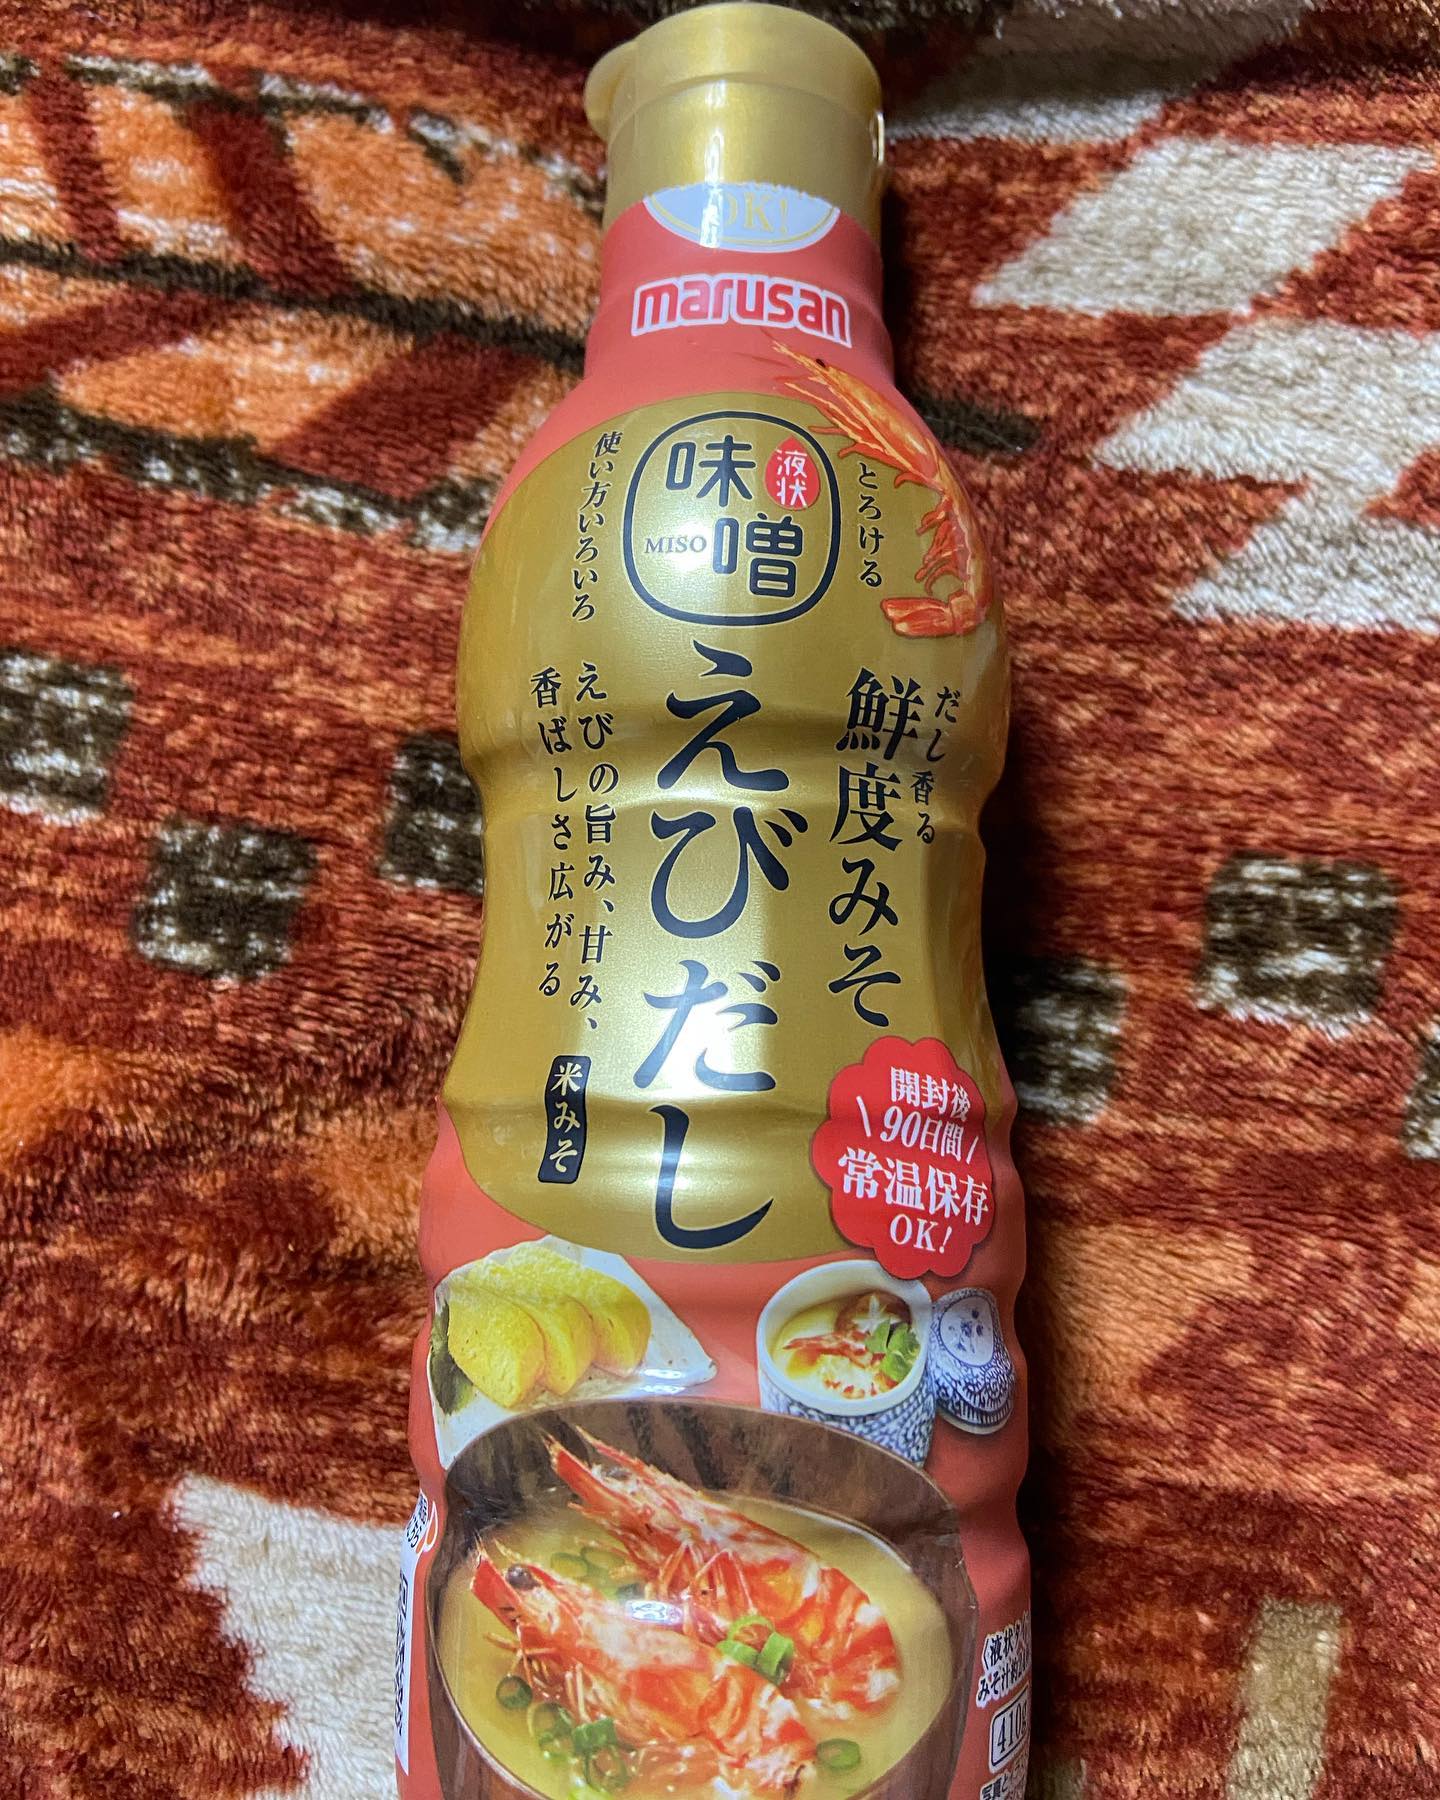 OK!
marusan
とろける
液状
味噌
MISO
使い方いろいろ
だし香る
鮮度みそ
えびだし
えびの旨み、甘み、
香ばしさ広がる
米みそ
開封後
90日間
常温保存
OK!
410g